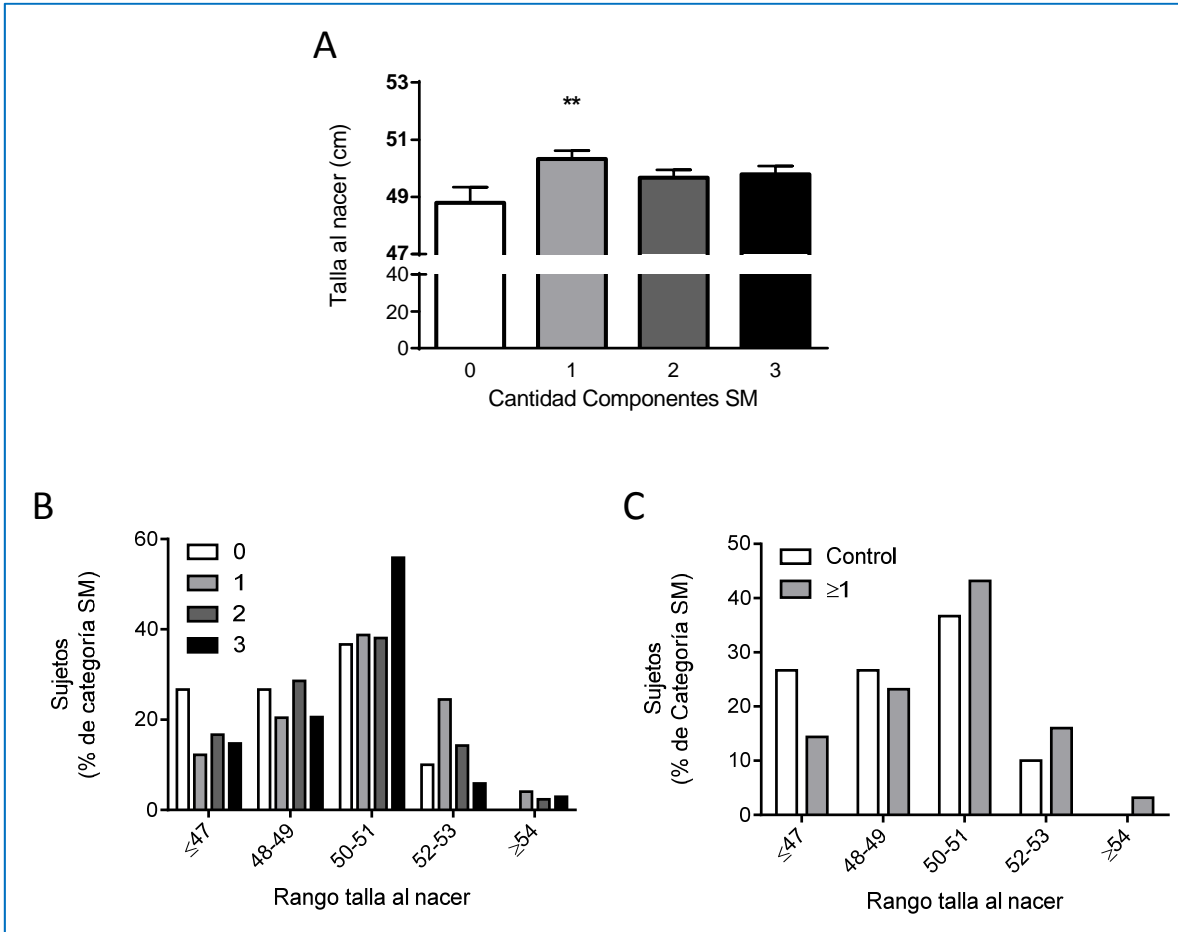 A
53
51
49
47
40
20
0
Talla al nacer (cm)
**
0 1 2 3
Cantidad Componentes SM
B
60
40
20
0
Sujetos
(% de categoría SM)
0
1
2
3
≤47 48-49 50-51 52-53 ≥54
Rango talla al nacer
C
50
40
30
20
10
0
Sujetos
(% de Categoría SM)
Control
≥1
≤47 48-49 50-51 52-53 ≥54
Rango talla al nacer